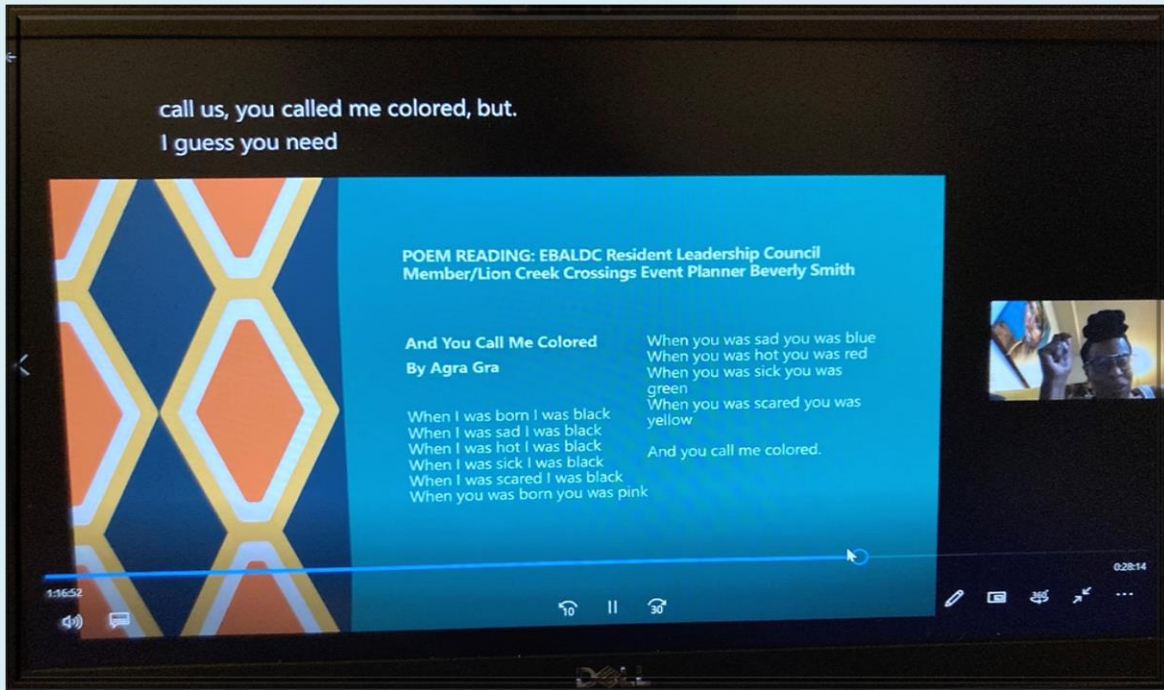 call us, you called me colored, but.
I guess you need
POEM READING: EBALDC Resident Leadership Council
Member/Lion Creek Crossings Event Planner Beverly Smith
And You Call Me Colored
By Agra Gra
When I was born I was black
When I was sad I was black
When I was hot I was black
When I was sick I was black
When I was scared I was black
When you was born you was pink
When you was sad you was blue
When you was hot you was red
When you was sick you was
green
When you was scared you was
yellow
And you call me colored.
1:16:52
0:28:14
10
30
360°
DELL